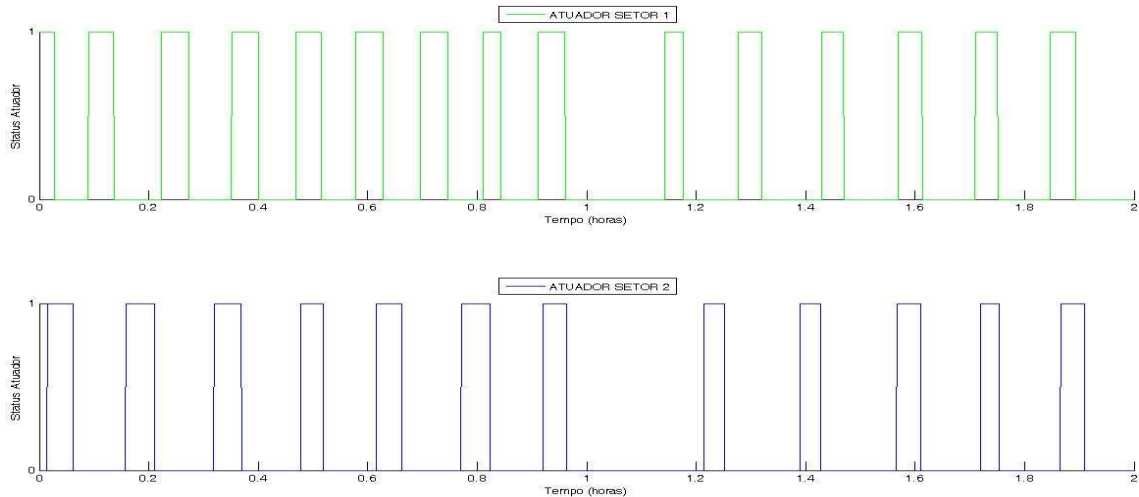 ATUADOR SETOR 1
1
Status Atuador
0
0 0.2 0.4 0.6 0.8 1 1.2 1.4 1.6 1.8 2
Tempo (horas)
ATUADOR SETOR 2
1
Status Atuador
0
0 0.2 0.4 0.6 0.8 1 1.2 1.4 1.6 1.8 2
Tempo (horas)